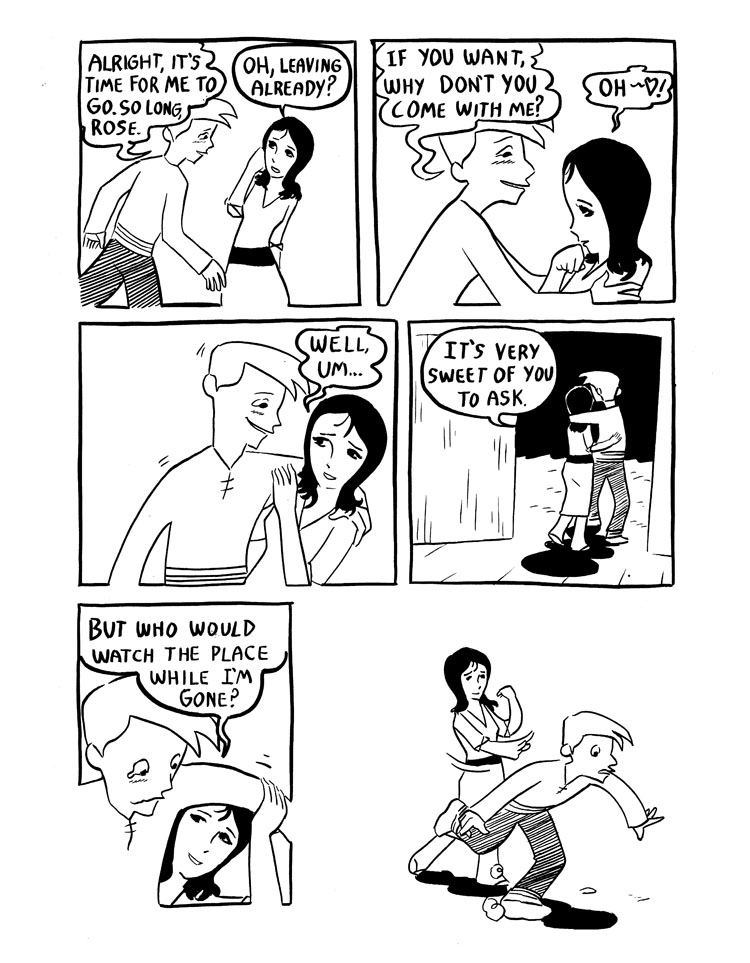 ALRIGHT, IT'S
TIME FOR ME TO
GO. SO LONG,
ROSE.
OH, LEAVING
ALREADY?
IF YOU WANT,
WHY DON'T YOU
COME WITH ME?
OH~♡!
WELL,
UM...
IT'S VERY
SWEET OF YOU
TO ASK.
BUT WHO WOULD
WATCH THE PLACE
WHILE I'M
GONE?